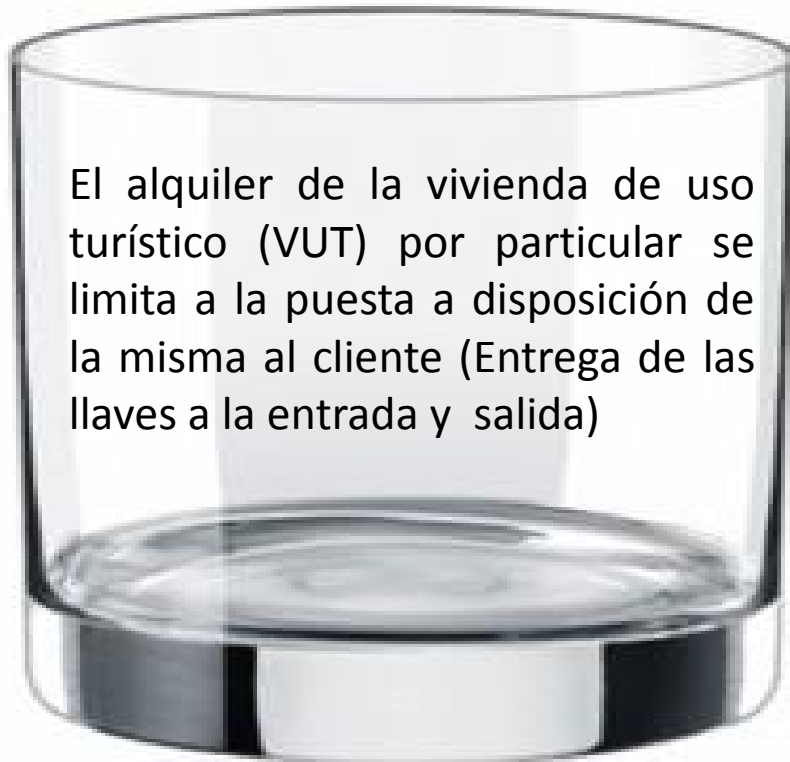 El alquiler de la vivienda de uso
turístico (VUT) por particular se
limita a la puesta a disposición de
la misma al cliente (Entrega de las
llaves a la entrada y salida)